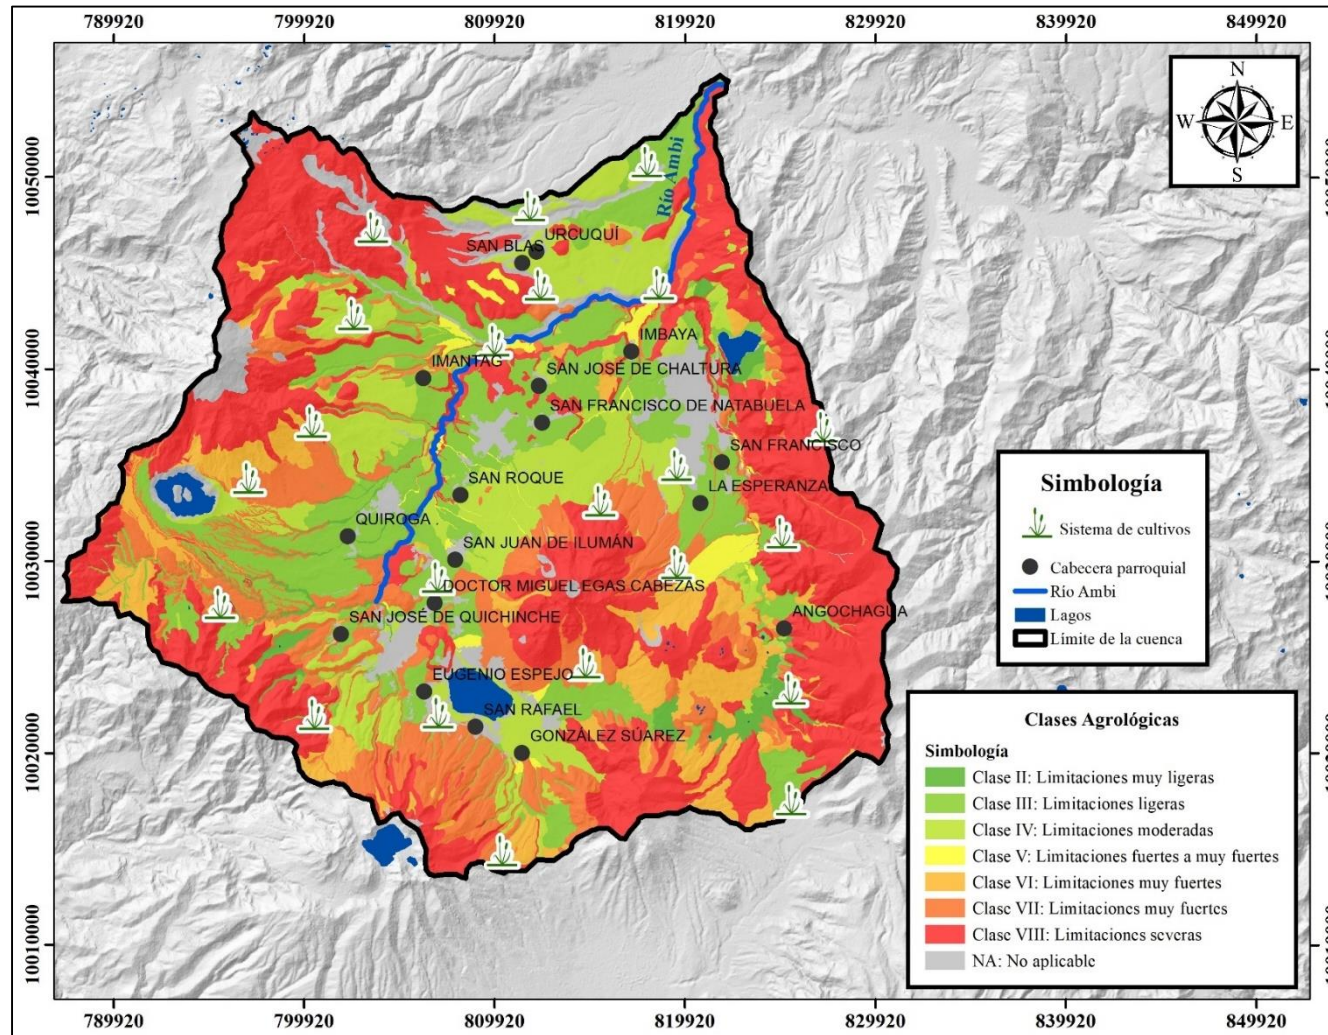 789920 799920 809920 819920 829920 839920 849920
10050000
10040000
10030000
10020000
10010000
N
W E
S
Río Ambi
URCUQUÍ
SAN BLAS
IMBAYA
IMANTAG
SAN JOSÉ DE CHALTURA
SAN FRANCISCO DE NATABUELA
SAN FRANCISCO
SAN ROQUE
LA ESPERANZA
QUIROGA
SAN JUAN DE ILUMÁN
DOCTOR MIGUEL EGAS CABEZAS
SAN JOSÉ DE QUICHINCHE
ANGOCHAGUA
EUGENIO ESPEJO
SAN RAFAEL
GONZÁLEZ SÚAREZ
Simbología
Sistema de cultivos
Cabecera parroquial
Río Ambi
Lagos
Límite de la cuenca
Clases Agrológicas
Simbología
Clase II: Limitaciones muy ligeras
Clase III: Limitaciones ligeras
Clase IV: Limitaciones moderadas
Clase V: Limitaciones fuertes a muy fuertes
Clase VI: Limitaciones muy fuertes
Clase VII: Limitaciones muy fuertes
Clase VIII: Limitaciones severas
NA: No aplicable
10050000
10040000
10030000
10020000
10010000
789920 799920 809920 819920 829920 839920 849920